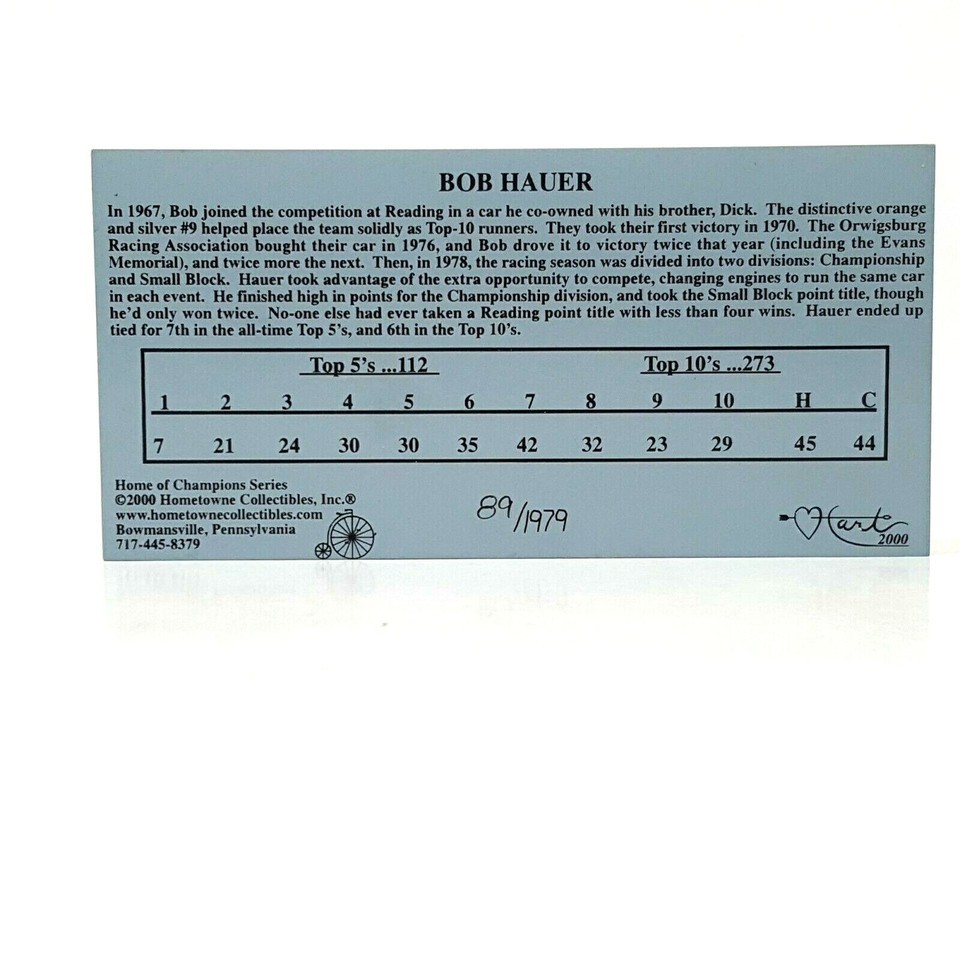 BOB HAUER
In 1967, Bob joined the competition at Reading in a car he co-owned with his brother, Dick. The distinctive orange
and silver #9 helped place the team solidly as Top-10 runners. They took their first victory in 1970. The Orwigsburg
Racing Association bought their car in 1976, and Bob drove it to victory twice that year (including the Evans
Memorial), and twice more the next. Then, in 1978, the racing season was divided into two divisions: Championship
and Small Block. Hauer took advantage of the extra opportunity to compete, changing engines to run the same car
in each event. He finished high in points for the Championship division, and took the Small Block point title, though
he'd only won twice. No-one else had ever taken a Reading point title with less than four wins. Hauer ended up
tied for 7th in the all-time Top 5's, and 6th in the Top 10's.
Top 5's ...112 Top 10's ...273
1 2 3 4 5 6 7 8 9 10 H C
7 21 24 30 30 35 42 32 23 29 45 44
Home of Champions Series
©2000 Hometowne Collectibles, Inc.®
www.hometownecollectibles.com
Bowmansville, Pennsylvania
717-445-8379
89/1979
Hart
2000